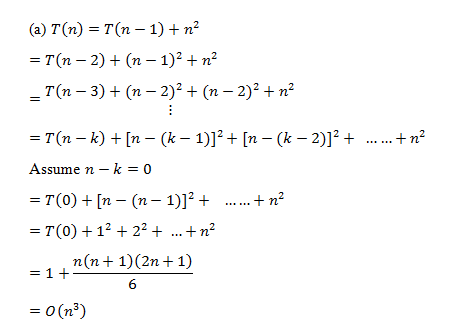 (a) T(n) = T(n − 1) + n²
= T(n − 2) + (n − 1)² + n²
= T(n − 3) + (n − 2)² + (n − 2)² + n²
⋮
= T(n − k) + [n − (k − 1)]² + [n − (k − 2)]² + …… + n²
Assume n − k = 0
= T(0) + [n − (n − 1)]² + …… + n²
= T(0) + 1² + 2² + … + n²
= 1 + n(n + 1)(2n + 1)/6
= O(n³)